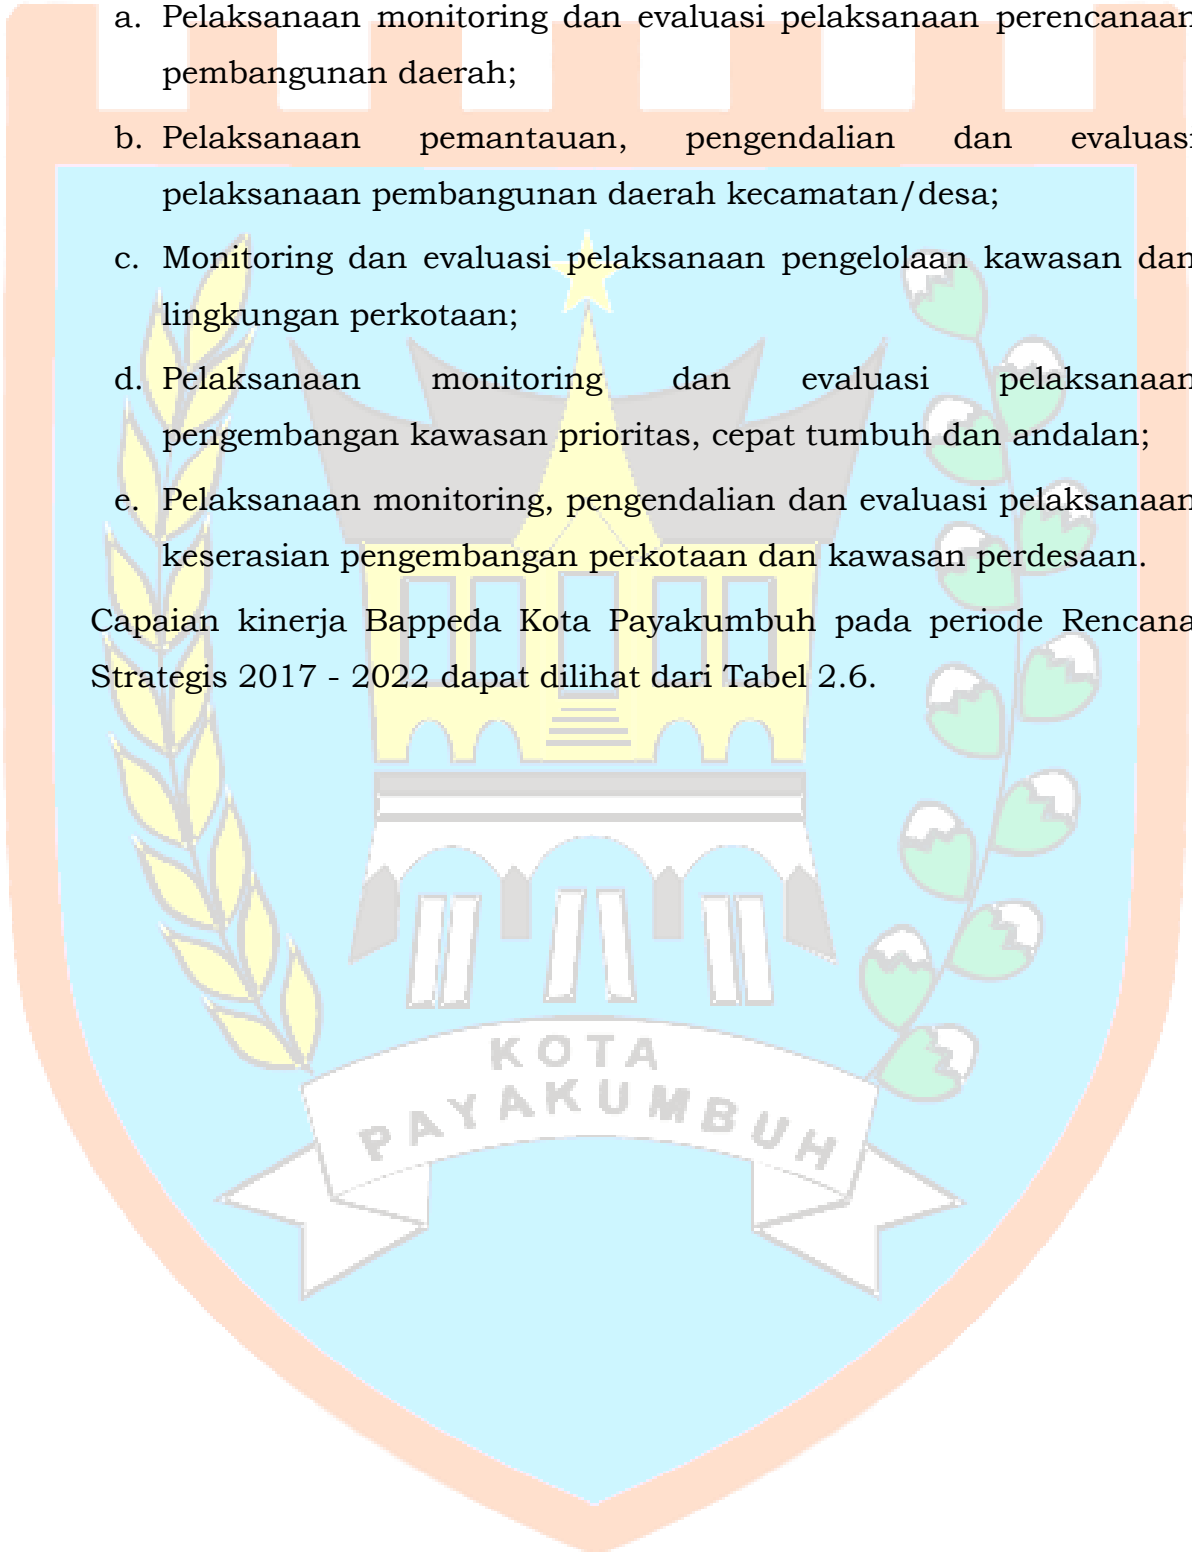 a. Pelaksanaan monitoring dan evaluasi pelaksanaan perencanaan
pembangunan daerah;
b. Pelaksanaan pemantauan, pengendalian dan evaluasi
pelaksanaan pembangunan daerah kecamatan/desa;
c. Monitoring dan evaluasi pelaksanaan pengelolaan kawasan dan
lingkungan perkotaan;
d. Pelaksanaan monitoring dan evaluasi pelaksanaan
pengembangan kawasan prioritas, cepat tumbuh dan andalan;
e. Pelaksanaan monitoring, pengendalian dan evaluasi pelaksanaan
keserasian pengembangan perkotaan dan kawasan perdesaan.
Capaian kinerja Bappeda Kota Payakumbuh pada periode Rencana
Strategis 2017 - 2022 dapat dilihat dari Tabel 2.6.
KOTA
PAYAKUMBUH